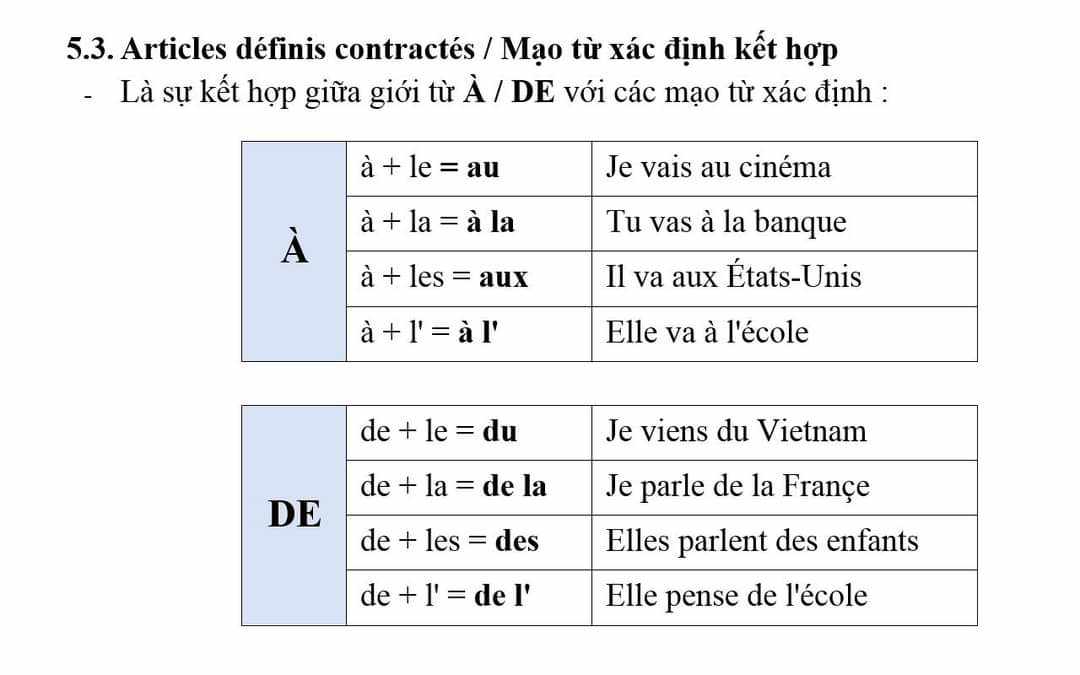 5.3. Articles définis contractés / Mạo từ xác định kết hợp
- Là sự kết hợp giữa giới từ À / DE với các mạo từ xác định :
À
à + le = au Je vais au cinéma
à + la = à la Tu vas à la banque
à + les = aux Il va aux États-Unis
à + l' = à l' Elle va à l'école
DE
de + le = du Je viens du Vietnam
de + la = de la Je parle de la Françe
de + les = des Elles parlent des enfants
de + l' = de l' Elle pense de l'école